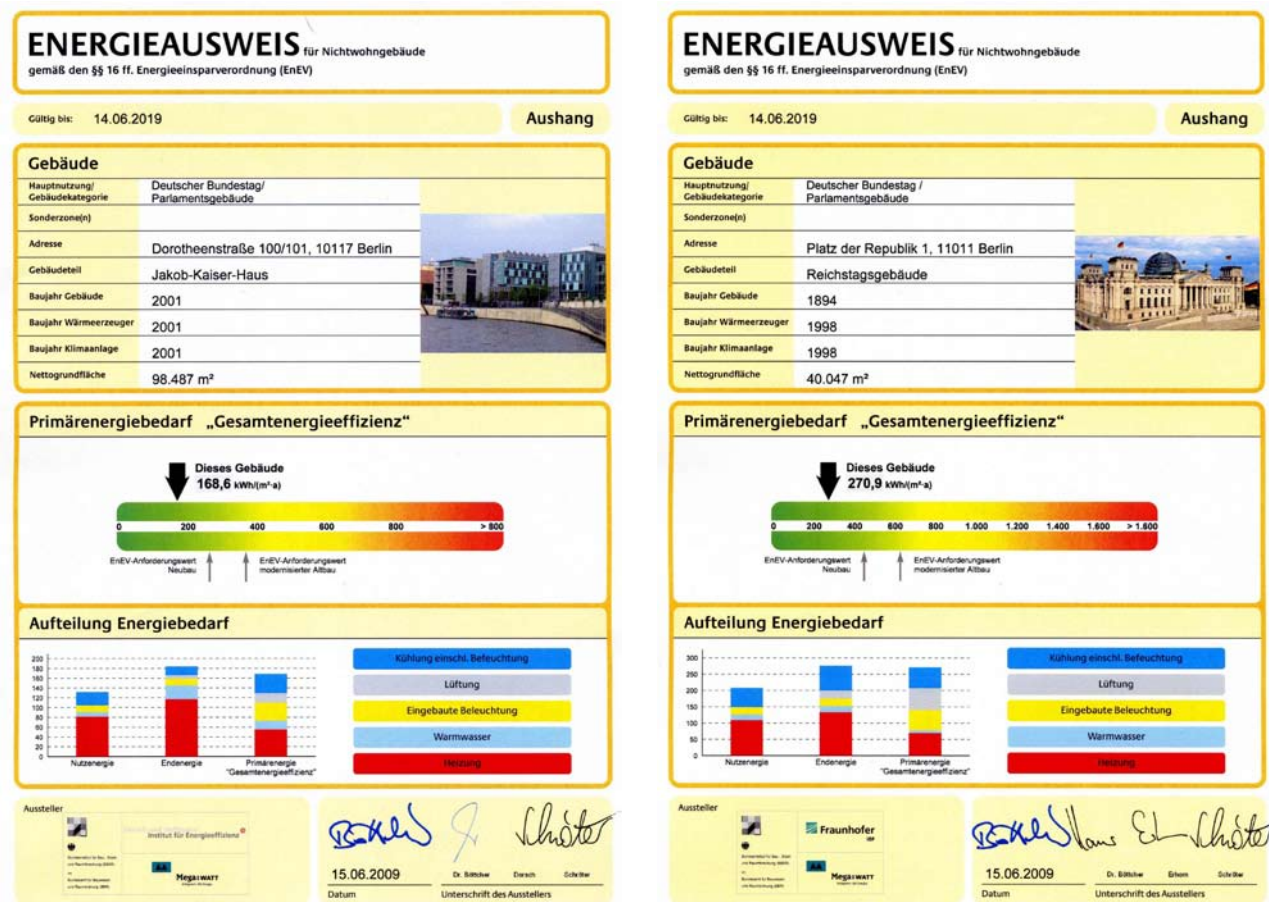 ENERGIEAUSWEIS für Nichtwohngebäude
gemäß den §§ 16 ff. Energieeinsparverordnung (EnEV)
Gültig bis: 14.06.2019
Aushang
Gebäude
Hauptnutzung/ Gebäudekategorie Deutscher Bundestag/ Parlamentsgebäude
Sonderzone(n)
Adresse Dorotheenstraße 100/101, 10117 Berlin
Gebäudeteil Jakob-Kaiser-Haus
Baujahr Gebäude 2001
Baujahr Wärmeerzeuger 2001
Baujahr Klimaanlage 2001
Nettogrundfläche 98.487 m²
Primärenergiebedarf „Gesamtenergieeffizienz“
Dieses Gebäude
168,6 kWh/(m²·a)
0 200 400 600 800 > 800
EnEV-Anforderungswert
Neubau
EnEV-Anforderungswert
modernisierter Altbau
Aufteilung Energiebedarf
200
180
160
140
120
100
80
60
40
20
0
Nutzenergie Endenergie Primärenergie
"Gesamtenergieeffizienz"
Kühlung einschl. Befeuchtung
Lüftung
Eingebaute Beleuchtung
Warmwasser
Heizung
Aussteller
Institut für Energieeffizienz
MegaWATT
15.06.2009
Dr. Böttcher Dorsch Schröter
Datum Unterschrift des Ausstellers
ENERGIEAUSWEIS für Nichtwohngebäude
gemäß den §§ 16 ff. Energieeinsparverordnung (EnEV)
Gültig bis: 14.06.2019
Aushang
Gebäude
Hauptnutzung/ Gebäudekategorie Deutscher Bundestag / Parlamentsgebäude
Sonderzone(n)
Adresse Platz der Republik 1, 11011 Berlin
Gebäudeteil Reichstagsgebäude
Baujahr Gebäude 1894
Baujahr Wärmeerzeuger 1998
Baujahr Klimaanlage 1998
Nettogrundfläche 40.047 m²
Primärenergiebedarf „Gesamtenergieeffizienz“
Dieses Gebäude
270,9 kWh/(m²·a)
0 200 400 600 800 1.000 1.200 1.400 1.600 > 1.600
EnEV-Anforderungswert
Neubau
EnEV-Anforderungswert
modernisierter Altbau
Aufteilung Energiebedarf
300
250
200
150
100
50
0
Nutzenergie Endenergie Primärenergie
"Gesamtenergieeffizienz"
Kühlung einschl. Befeuchtung
Lüftung
Eingebaute Beleuchtung
Warmwasser
Heizung
Aussteller
Fraunhofer
IBP
MegaWATT
15.06.2009
Dr. Böttcher Erhorn Schröter
Datum Unterschrift des Ausstellers